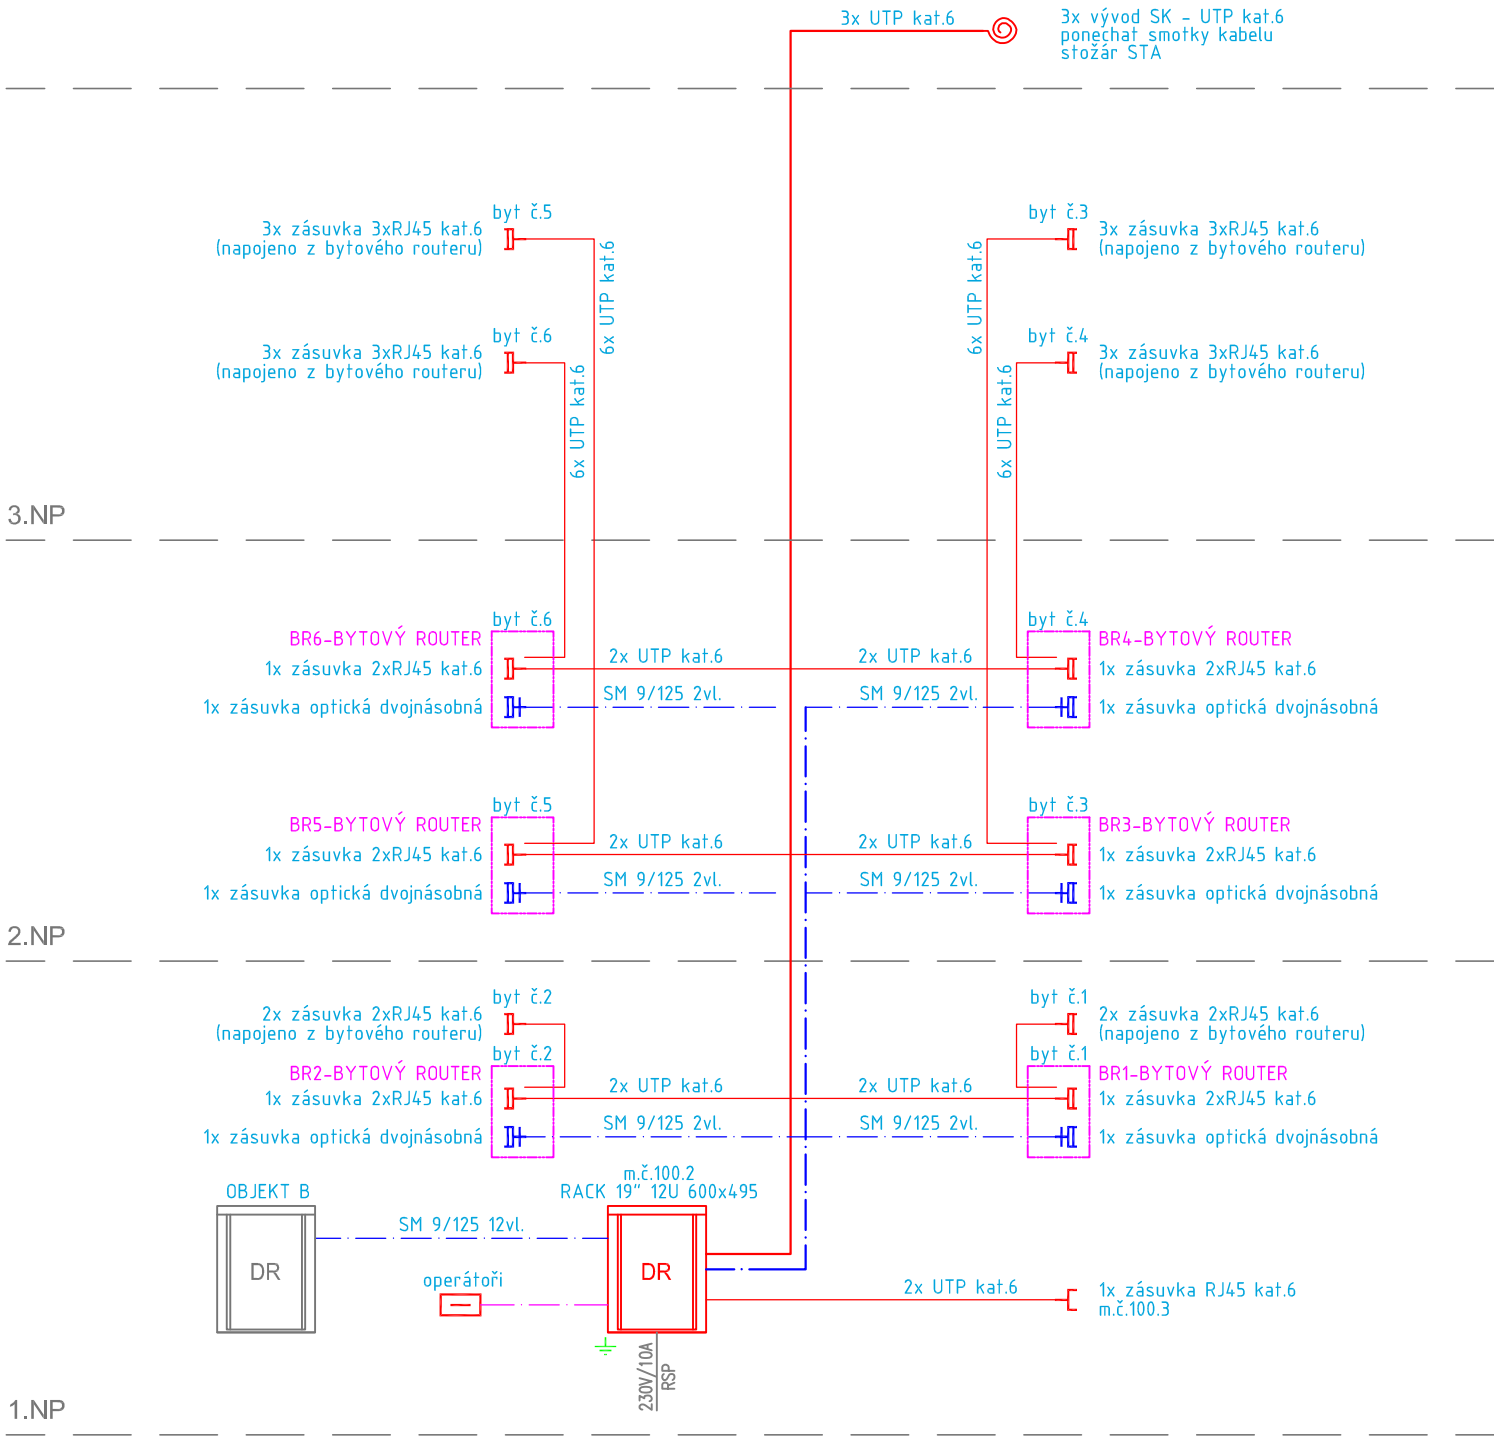 3x UTP kat.6
3x vývod SK - UTP kat.6
ponechat smotky kabelu
stožár STA
byt č.5
3x zásuvka 3xRJ45 kat.6
(napojeno z bytového routeru)
6x UTP kat.6
byt č.3
3x zásuvka 3xRJ45 kat.6
(napojeno z bytového routeru)
6x UTP kat.6
byt č.6
3x zásuvka 3xRJ45 kat.6
(napojeno z bytového routeru)
6x UTP kat.6
byt č.4
3x zásuvka 3xRJ45 kat.6
(napojeno z bytového routeru)
6x UTP kat.6
3.NP
byt č.6
BR6-BYTOVÝ ROUTER
1x zásuvka 2xRJ45 kat.6
1x zásuvka optická dvojnásobná
2x UTP kat.6
SM 9/125 2vl.
2x UTP kat.6
SM 9/125 2vl.
byt č.4
BR4-BYTOVÝ ROUTER
1x zásuvka 2xRJ45 kat.6
1x zásuvka optická dvojnásobná
byt č.5
BR5-BYTOVÝ ROUTER
1x zásuvka 2xRJ45 kat.6
1x zásuvka optická dvojnásobná
2x UTP kat.6
SM 9/125 2vl.
2x UTP kat.6
SM 9/125 2vl.
byt č.3
BR3-BYTOVÝ ROUTER
1x zásuvka 2xRJ45 kat.6
1x zásuvka optická dvojnásobná
2.NP
byt č.2
2x zásuvka 2xRJ45 kat.6
(napojeno z bytového routeru)
byt č.1
2x zásuvka 2xRJ45 kat.6
(napojeno z bytového routeru)
byt č.2
BR2-BYTOVÝ ROUTER
1x zásuvka 2xRJ45 kat.6
1x zásuvka optická dvojnásobná
2x UTP kat.6
SM 9/125 2vl.
2x UTP kat.6
SM 9/125 2vl.
byt č.1
BR1-BYTOVÝ ROUTER
1x zásuvka 2xRJ45 kat.6
1x zásuvka optická dvojnásobná
OBJEKT B
DR
SM 9/125 12vl.
operátoři
m.č.100.2
RACK 19" 12U 600x495
DR
230V/10A
RSP
2x UTP kat.6
1x zásuvka RJ45 kat.6
m.č.100.3
1.NP